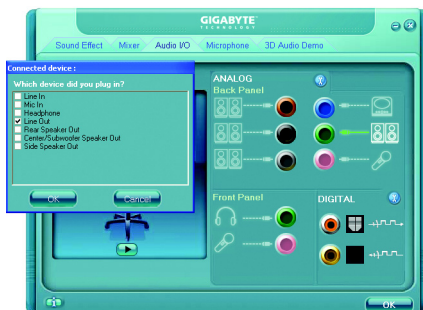 GIGABYTE
TECHNOLOGY
Sound Effect Mixer Audio I/O Microphone 3D Audio Demo
Connected device :
Which device did you plug in?
Line In
Mic In
Headphone
Line Out
Rear Speaker Out
Center/Subwoofer Speaker Out
Side Speaker Out
OK Cancel
ANALOG
Back Panel
Front Panel
DIGITAL
OK